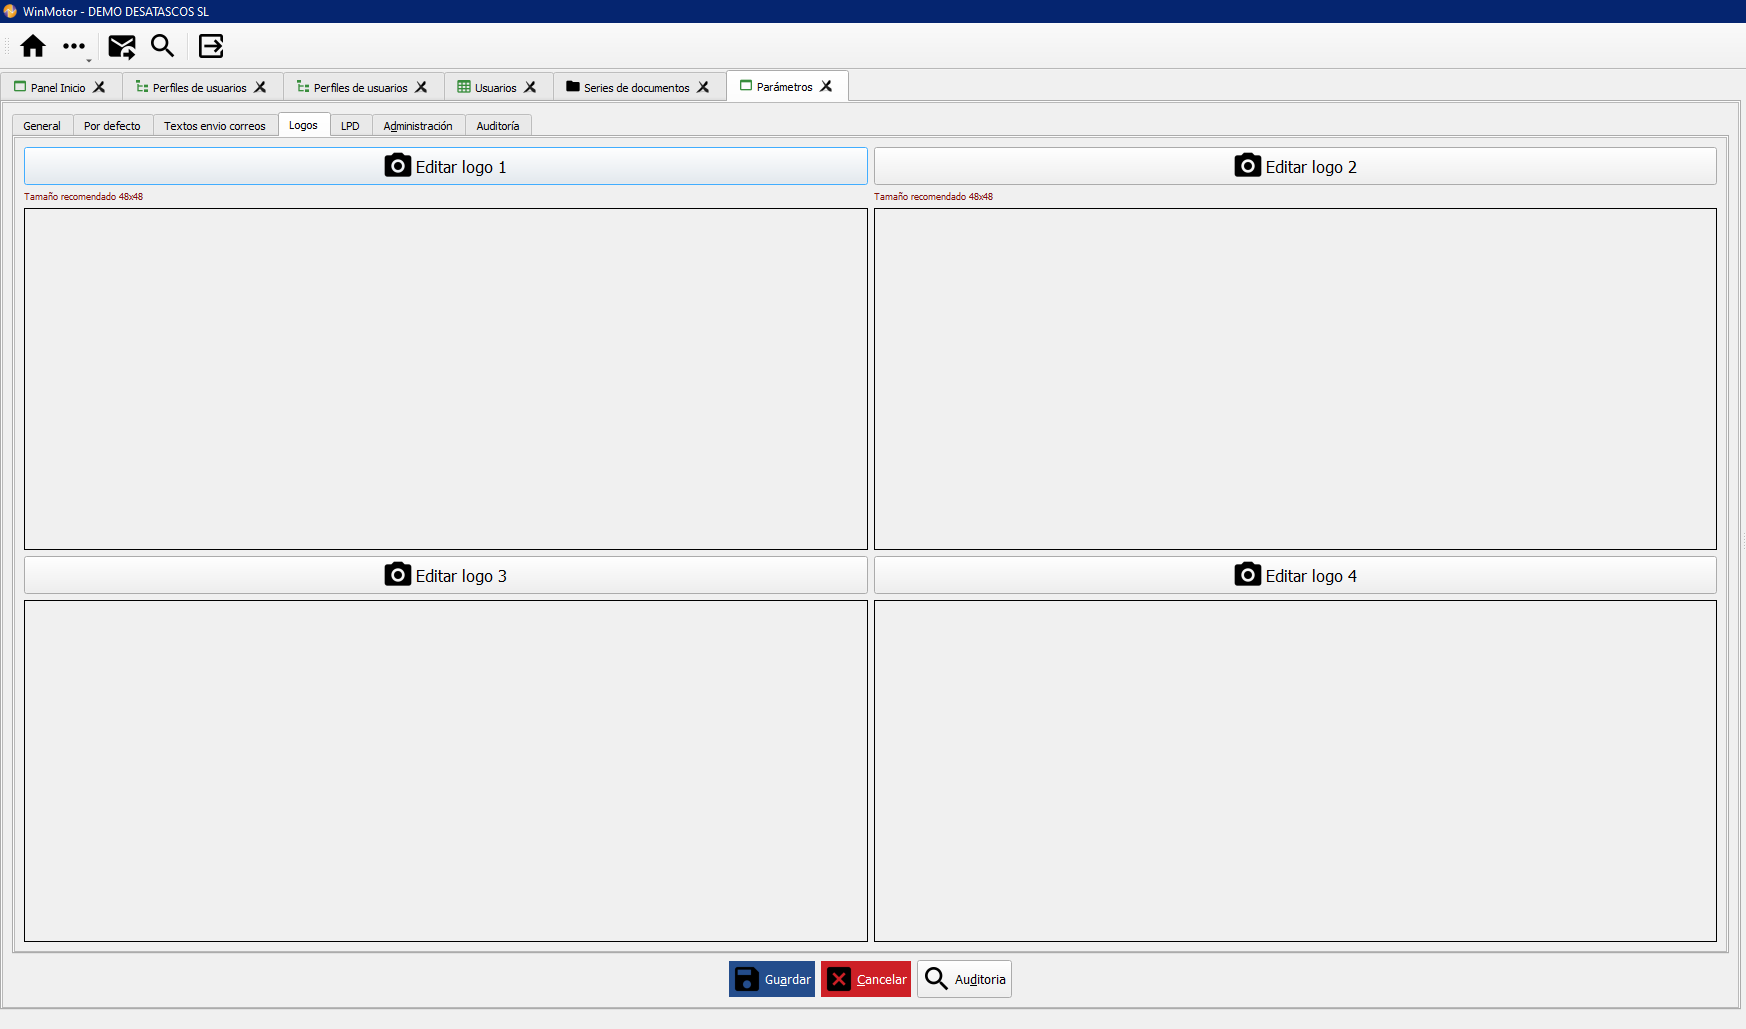 WinMotor - DEMO DESATASCOS SL
Panel Inicio
Perfiles de usuarios
Perfiles de usuarios
Usuarios
Series de documentos
Parámetros
General
Por defecto
Textos envio correos
Logos
LPD
Administración
Auditoría
Editar logo 1
Editar logo 2
Tamaño recomendado 48x48
Tamaño recomendado 48x48
Editar logo 3
Editar logo 4
Guardar
Cancelar
Auditoria